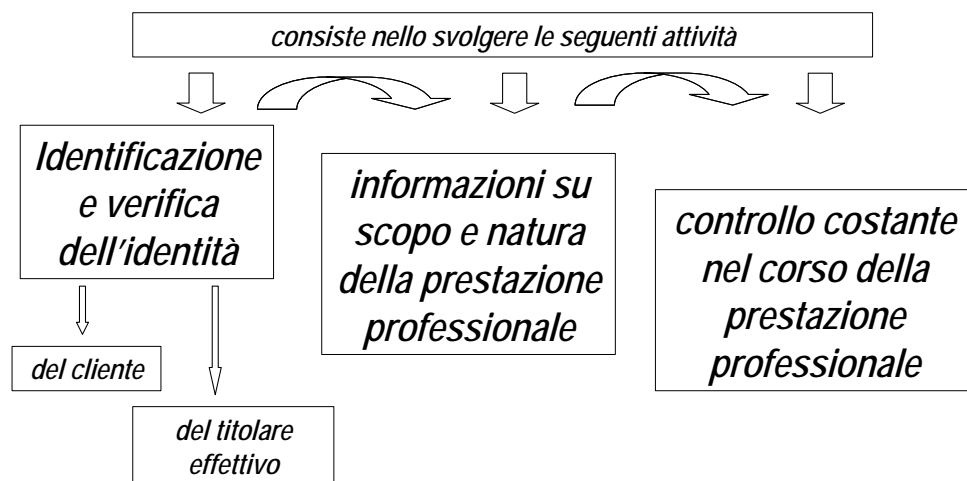 consiste nello svolgere le seguenti attività
Identificazione
e verifica
dell'identità
informazioni su
scopo e natura
della prestazione
professionale
controllo costante
nel corso della
prestazione
professionale
del cliente
del titolare
effettivo